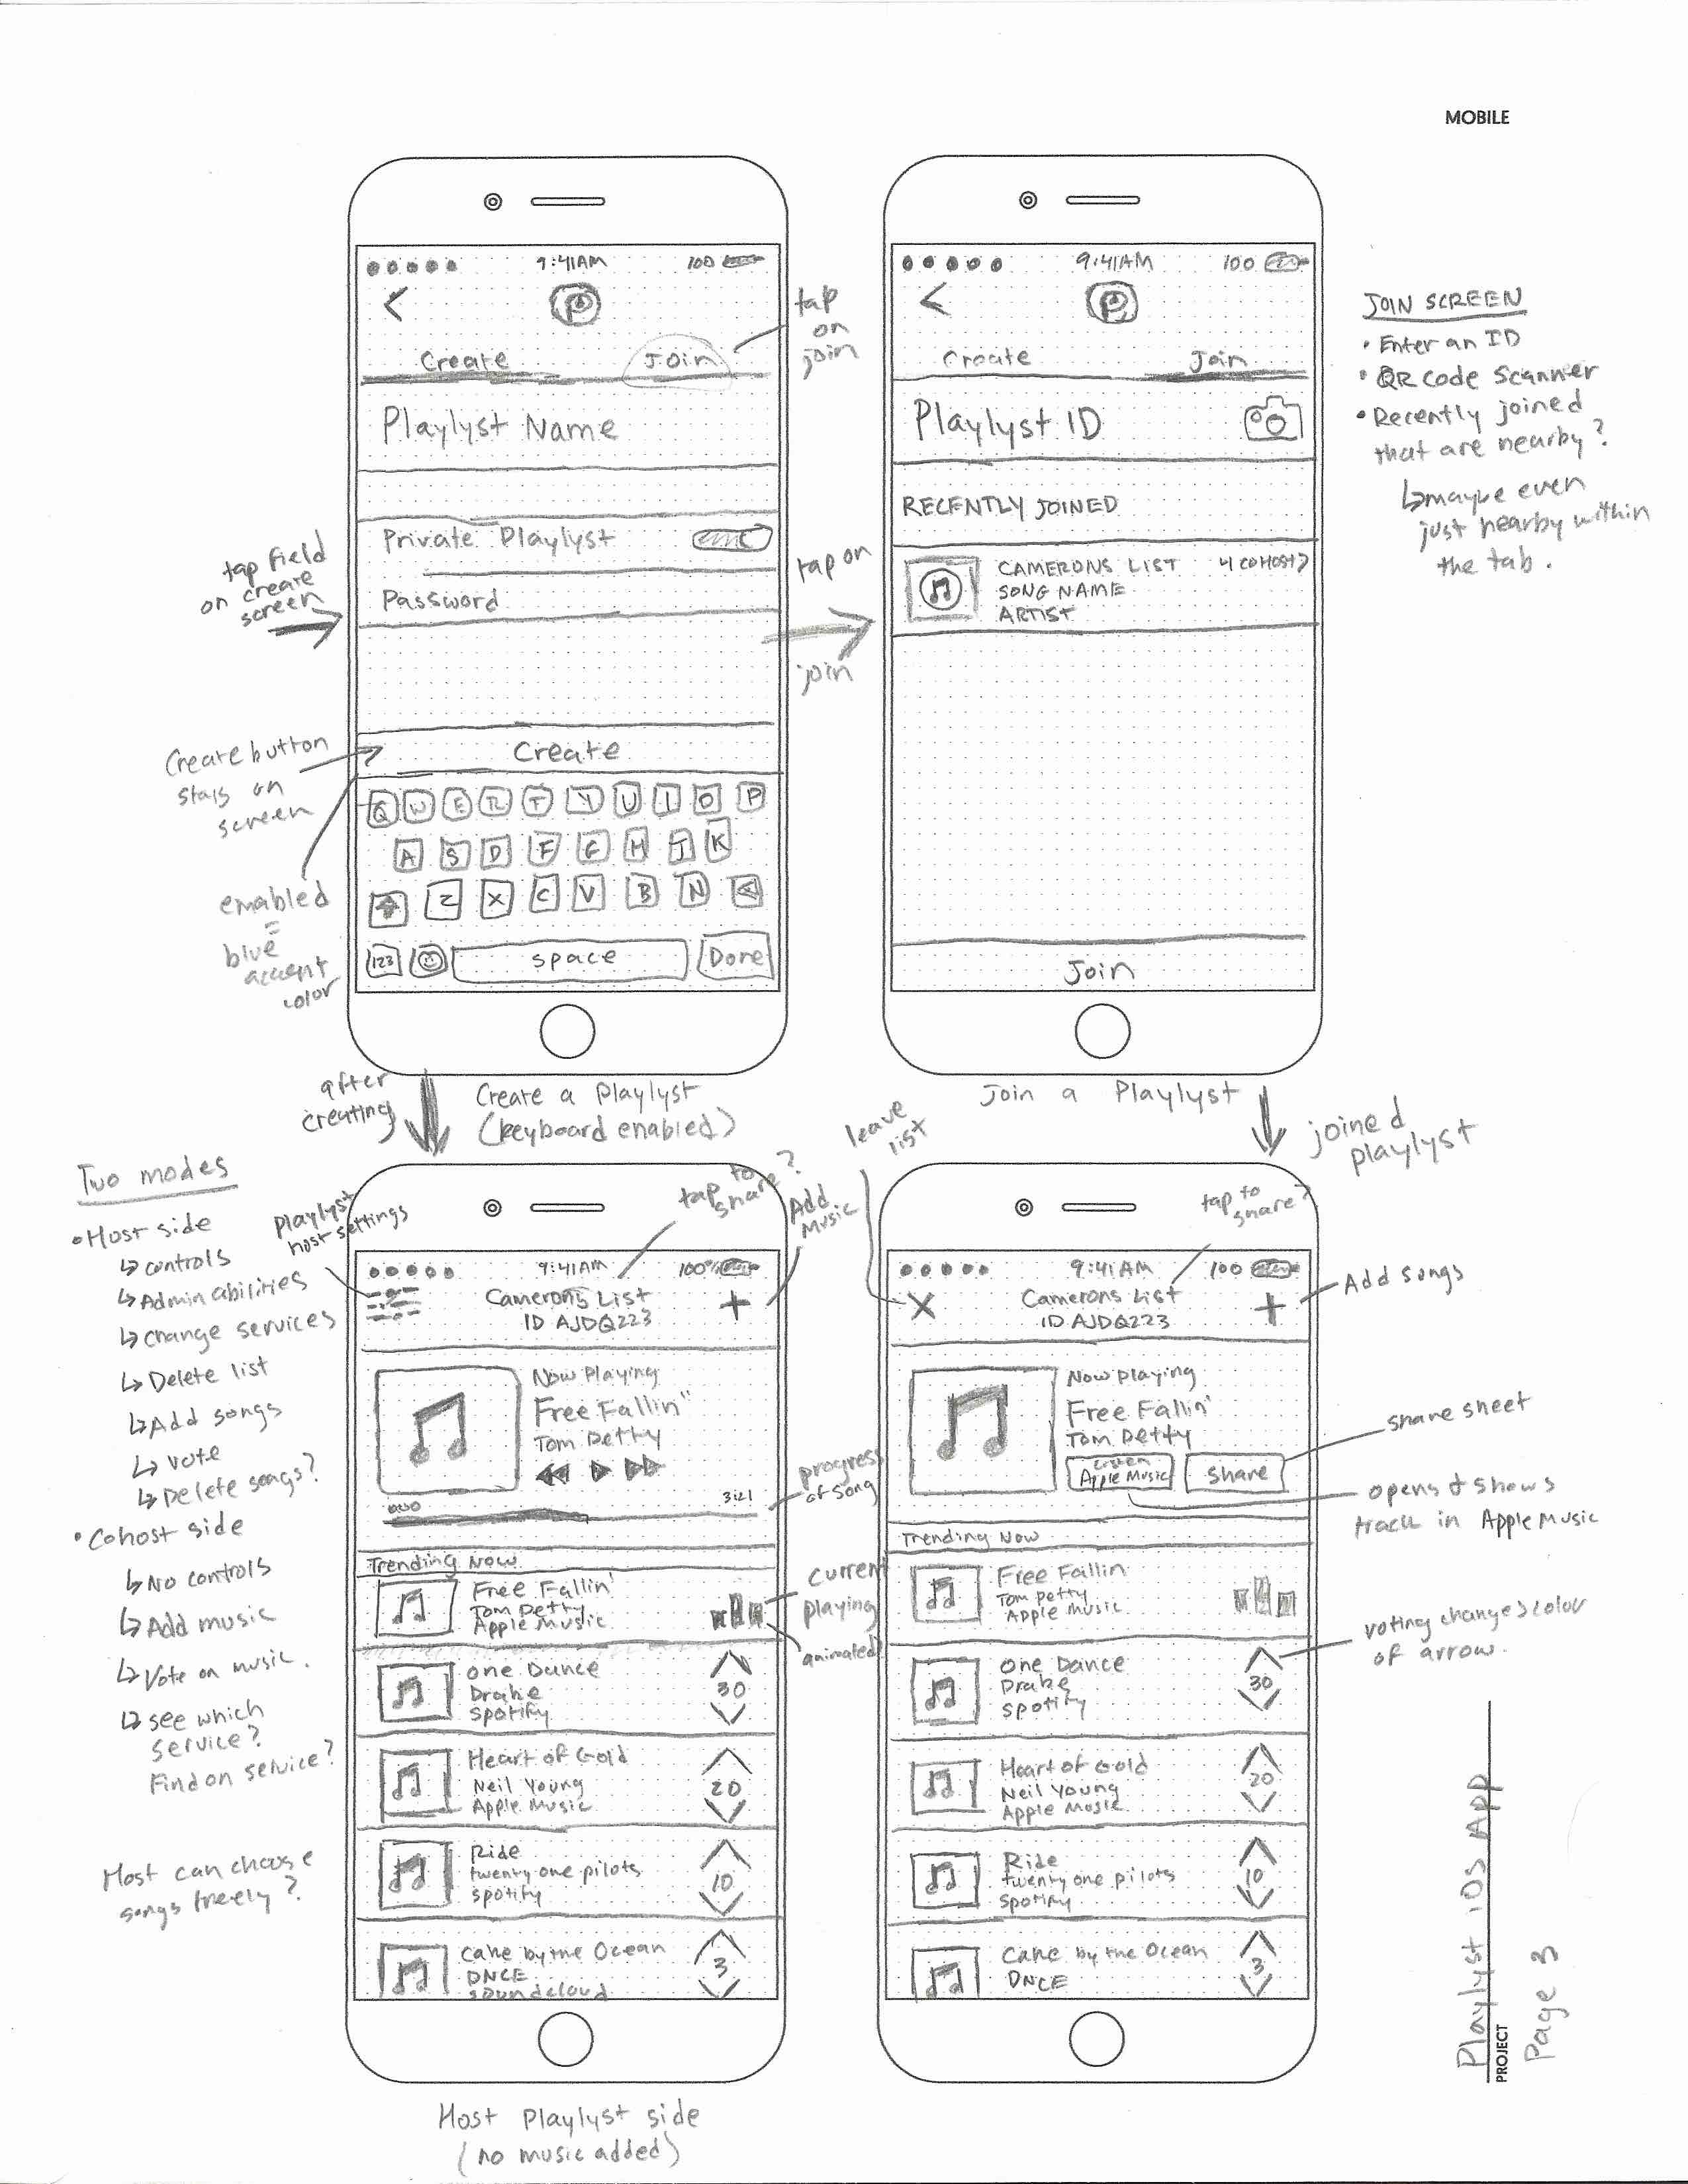 MOBILE
9:41AM
100
P
Create
Join
tap
on
join
Playlyst Name
Private Playlyst
Password
tap field
on create
screen
Create button
stays on
screen
enabled
=
blue
accent
color
Create
Q W E R T Y U I O P
A S D F G H J K
Z X C V B N
123
space
Done
tap on
join
9:41AM
100
P
Create
Join
Playlyst ID
RECENTLY JOINED
CAMERONS LIST
4 COHOST >
SONG NAME
ARTIST
Join
JOIN SCREEN
• Enter an ID
• QR code Scanner
• Recently joined
that are nearby?
↳ maybe even
just nearby within
the tab.
after
creating
Create a Playlyst
(keyboard enabled)
Join a Playlyst
joined
playlyst
leave
list
Two modes
• Host side
↳ controls
↳ Admin abilities
↳ change services
↳ Delete list
↳ Add songs
↳ Vote
↳ Delete songs?
• Cohost side
↳ No controls
↳ Add music
↳ Vote on music.
↳ see which
service?
Find on service?
Host can choose
songs freely?
playlyst
host settings
tap to
share?
Add
Music
9:41AM
100%
Camerons List
ID AJDQ223
+
Now Playing
Free Fallin"
Tom Petty
3:21
progress
of song
Trending Now
Free Fallin'
Tom Petty
Apple Music
current
playing
animated
One Dance
Drake
Spotify
30
Heart of Gold
Neil Young
Apple Music
20
Ride
twenty one pilots
spotify
10
Cake by the Ocean
DNCE
soundcloud
3
Host Playlyst side
(no music added)
tap to
share?
9:41AM
100
X
Camerons List
ID AJDQ223
+
Add songs
Now playing
Free Fallin'
Tom Petty
Listen
Apple Music
Share
share sheet
opens & shows
track in Apple Music
Trending Now
Free Fallin
Tom Petty
Apple Music
voting changes color
of arrow.
One Dance
Drake
spotify
30
Heart of Gold
Neil Young
Apple Music
20
Ride
twenty one pilots
Spotify
10
Cake by the Ocean
DNCE
3
Playlyst iOS App
PROJECT
Page 3